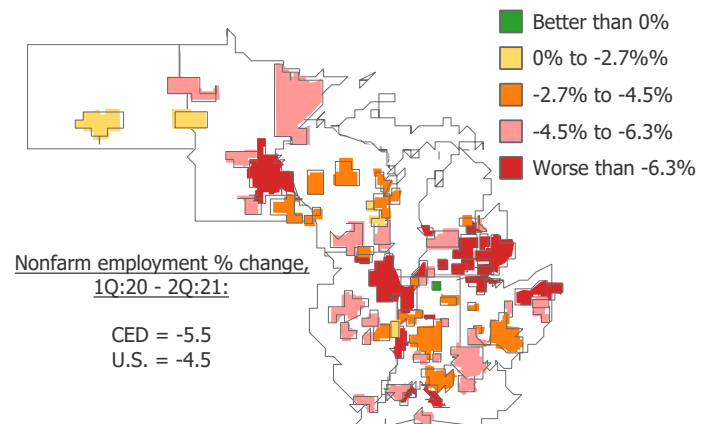 Better than 0%
0% to -2.7%%
-2.7% to -4.5%
-4.5% to -6.3%
Worse than -6.3%
Nonfarm employment % change,
1Q:20 - 2Q:21:
CED = -5.5
U.S. = -4.5